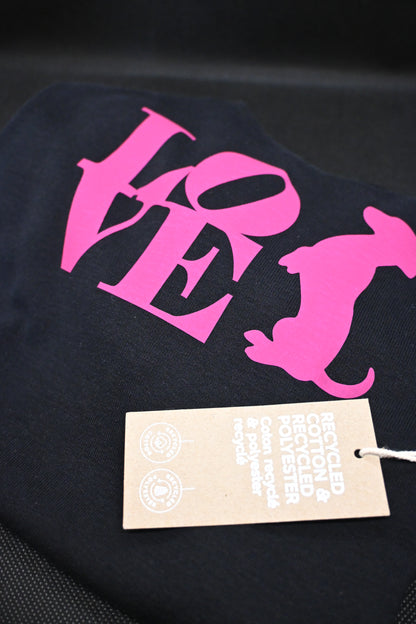 LO
VE
RECYCLED
COTTON &
RECYCLED
POLYESTER
Coton recyclé
& polyester
recyclé